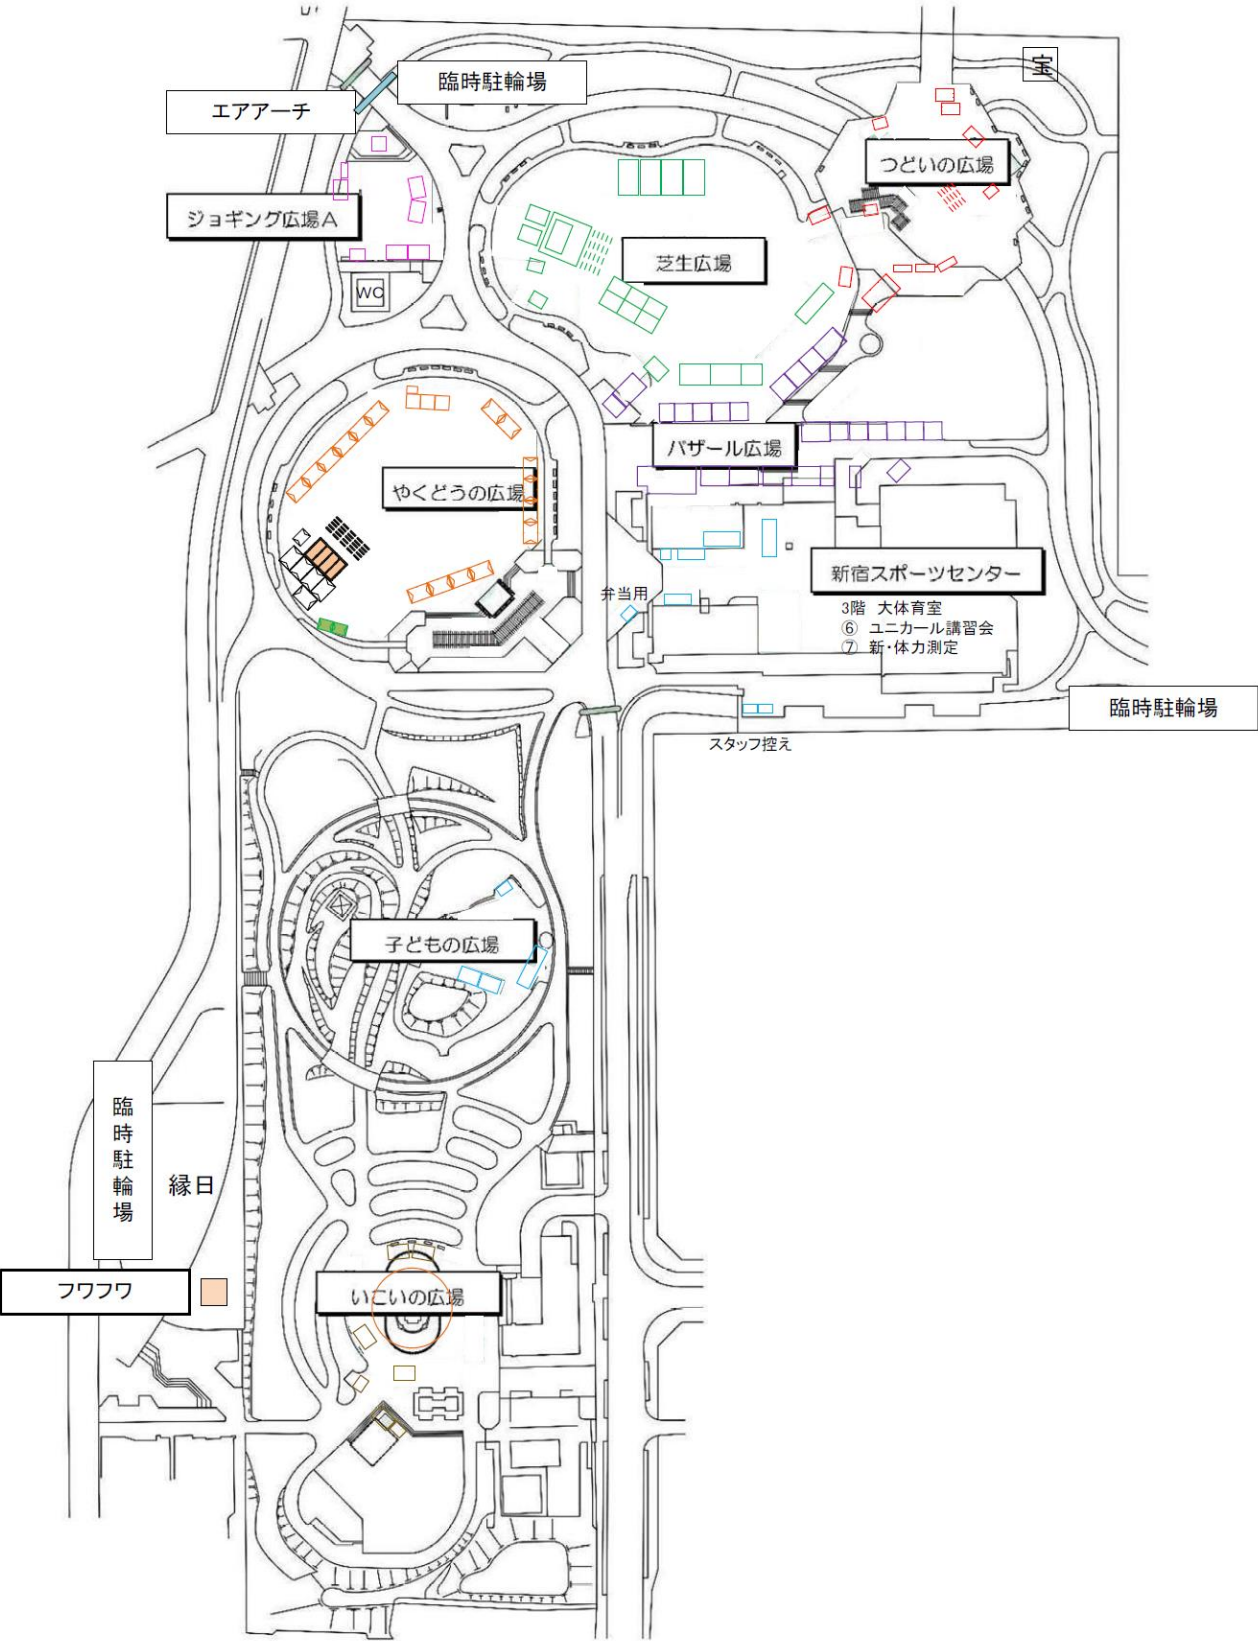 宝
臨時駐輪場
エアアーチ
つどいの広場
ジョギング広場A
芝生広場
WC
バザール広場
やくどうの広場
新宿スポーツセンター
弁当用
3階 大体育室
⑥ ユニカール講習会
⑦ 新・体力測定
臨時駐輪場
スタッフ控え
子どもの広場
臨時駐輪場
縁日
フワフワ
いこいの広場